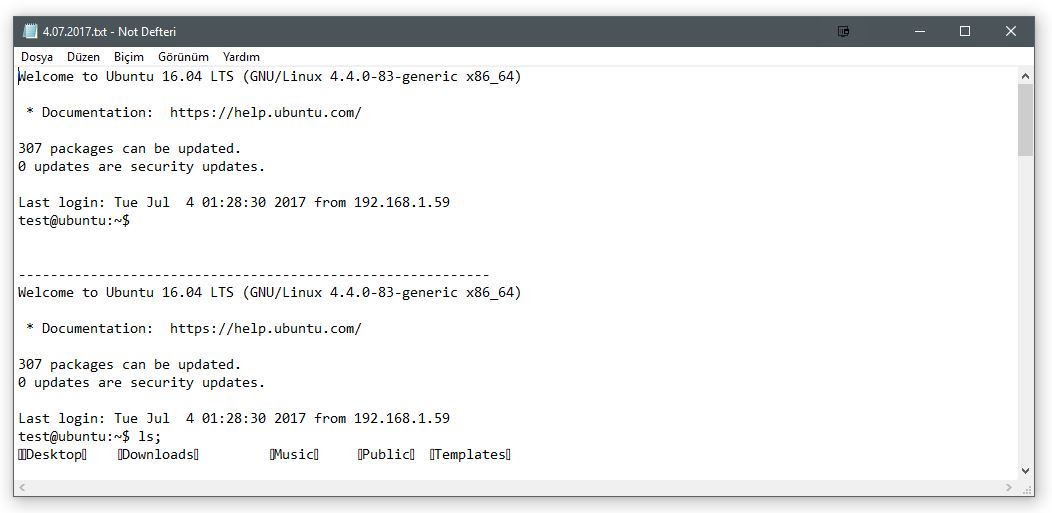 4.07.2017.txt - Not Defteri
Dosya Düzen Biçim Görünüm Yardım
Welcome to Ubuntu 16.04 LTS (GNU/Linux 4.4.0-83-generic x86_64)
* Documentation:  https://help.ubuntu.com/
307 packages can be updated.
0 updates are security updates.
Last login: Tue Jul  4 01:28:30 2017 from 192.168.1.59
test@ubuntu:~$
-----------------------------------------------------------
Welcome to Ubuntu 16.04 LTS (GNU/Linux 4.4.0-83-generic x86_64)
* Documentation:  https://help.ubuntu.com/
307 packages can be updated.
0 updates are security updates.
Last login: Tue Jul  4 01:28:30 2017 from 192.168.1.59
test@ubuntu:~$ ls;
▯▯Desktop▯ ▯Downloads▯ ▯Music▯ ▯Public▯ ▯Templates▯